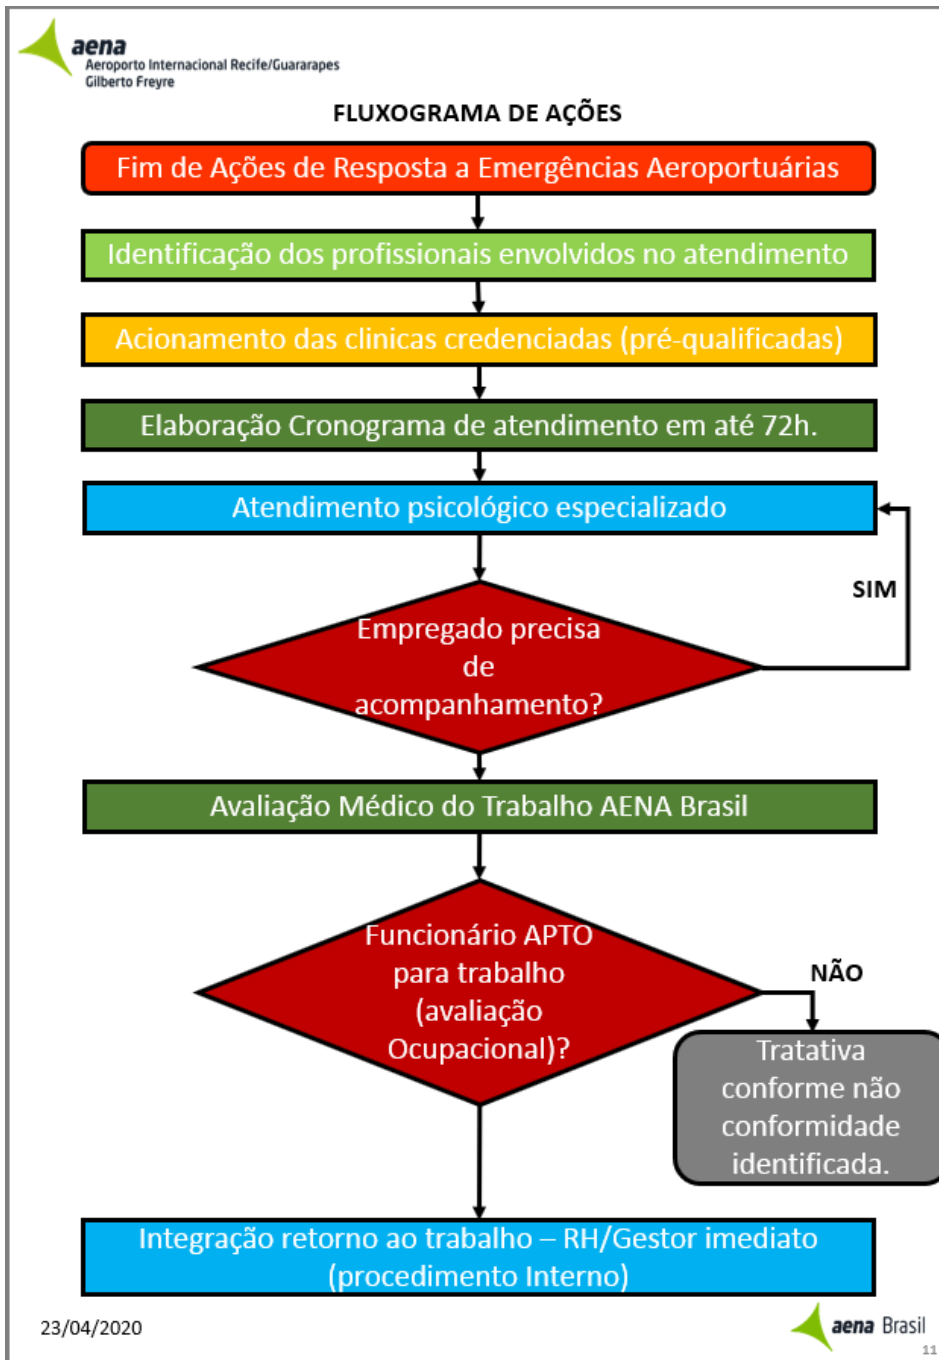 aena
Aeroporto Internacional Recife/Guararapes
Gilberto Freyre
FLUXOGRAMA DE AÇÕES
Fim de Ações de Resposta a Emergências Aeroportuárias
Identificação dos profissionais envolvidos no atendimento
Acionamento das clinicas credenciadas (pré-qualificadas)
Elaboração Cronograma de atendimento em até 72h.
Atendimento psicológico especializado
SIM
Empregado precisa
de
acompanhamento?
Avaliação Médico do Trabalho AENA Brasil
Funcionário APTO
para trabalho
(avaliação
Ocupacional)?
NÃO
Tratativa
conforme não
conformidade
identificada.
Integração retorno ao trabalho – RH/Gestor imediato
(procedimento Interno)
23/04/2020
aena Brasil
11